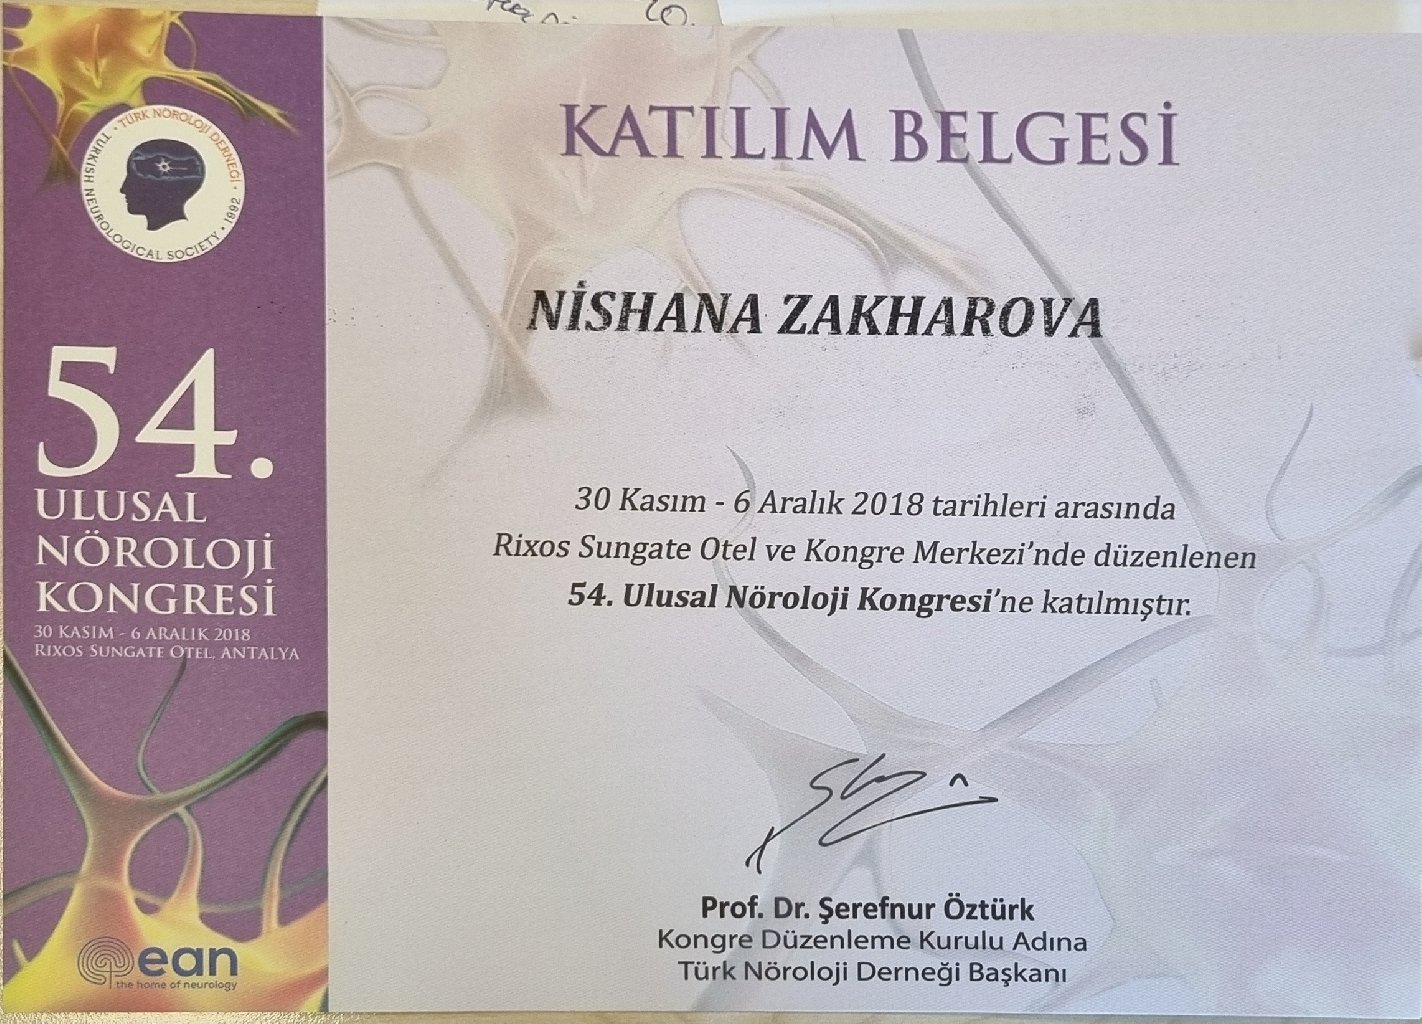 KATILIM BELGESİ
NİSHANA ZAKHAROVA
30 Kasım - 6 Aralık 2018 tarihleri arasında
Rixos Sungate Otel ve Kongre Merkezi'nde düzenlenen
54. Ulusal Nöroloji Kongresi'ne katılmıştır.
Prof. Dr. Şerefnur Öztürk
Kongre Düzenleme Kurulu Adına
Türk Nöroloji Derneği Başkanı
TÜRK NÖROLOJİ DERNEĞİ
TURKISH NEUROLOGICAL SOCIETY • 1992
54.
ULUSAL
NÖROLOJİ
KONGRESİ
30 KASIM - 6 ARALIK 2018
RIXOS SUNGATE OTEL, ANTALYA
ean
the home of neurology